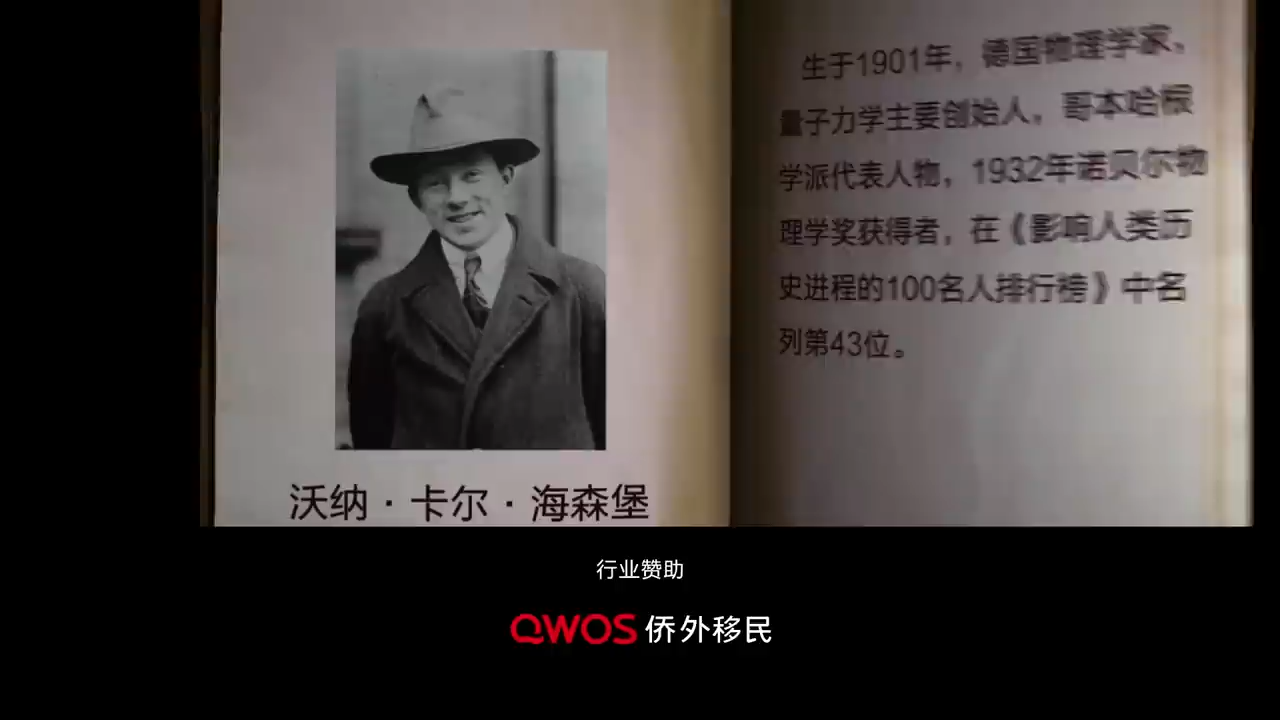 生于1901年，德国物理学家，
量子力学主要创始人，哥本哈根
学派代表人物，1932年诺贝尔物
理学奖获得者，在《影响人类历
史进程的100名人排行榜》中名
列第43位。
沃纳·卡尔·海森堡
行业赞助
QWOS 侨外移民